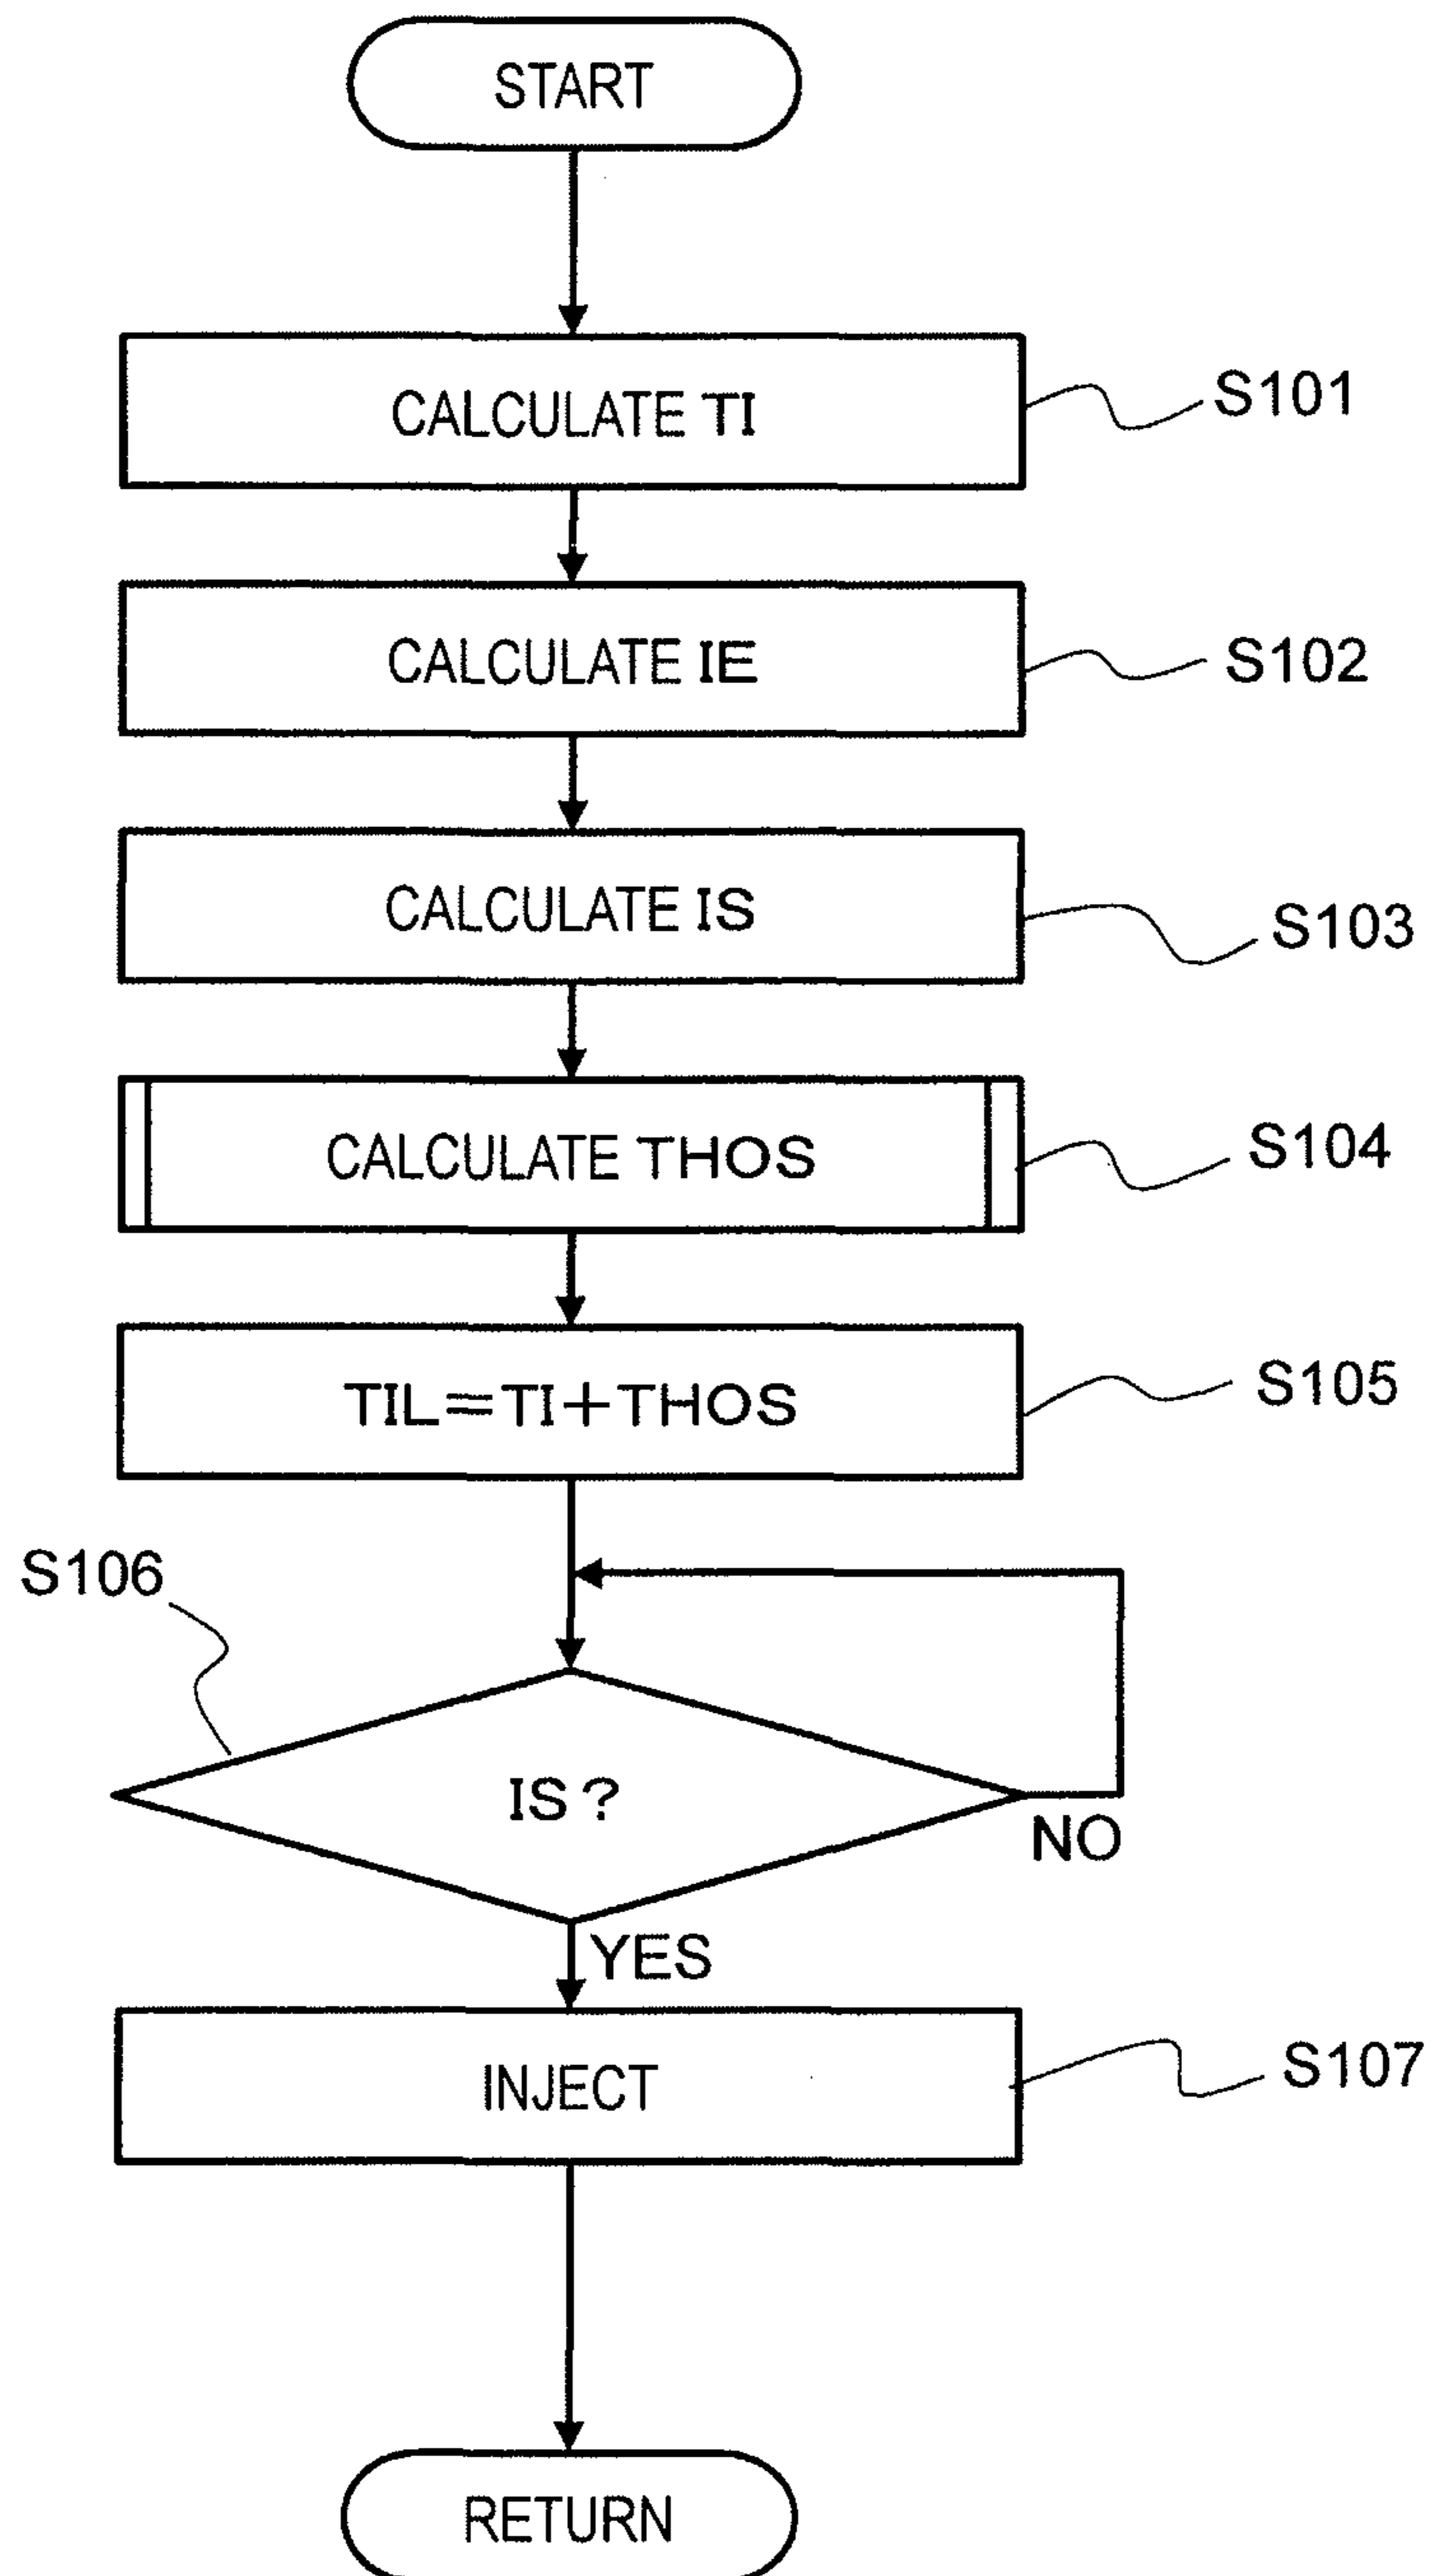 START
CALCULATE TI
S101
CALCULATE IE
S102
CALCULATE IS
S103
CALCULATE THOS
S104
TIL=TI+THOS
S105
S106
IS?
NO
YES
INJECT
S107
RETURN